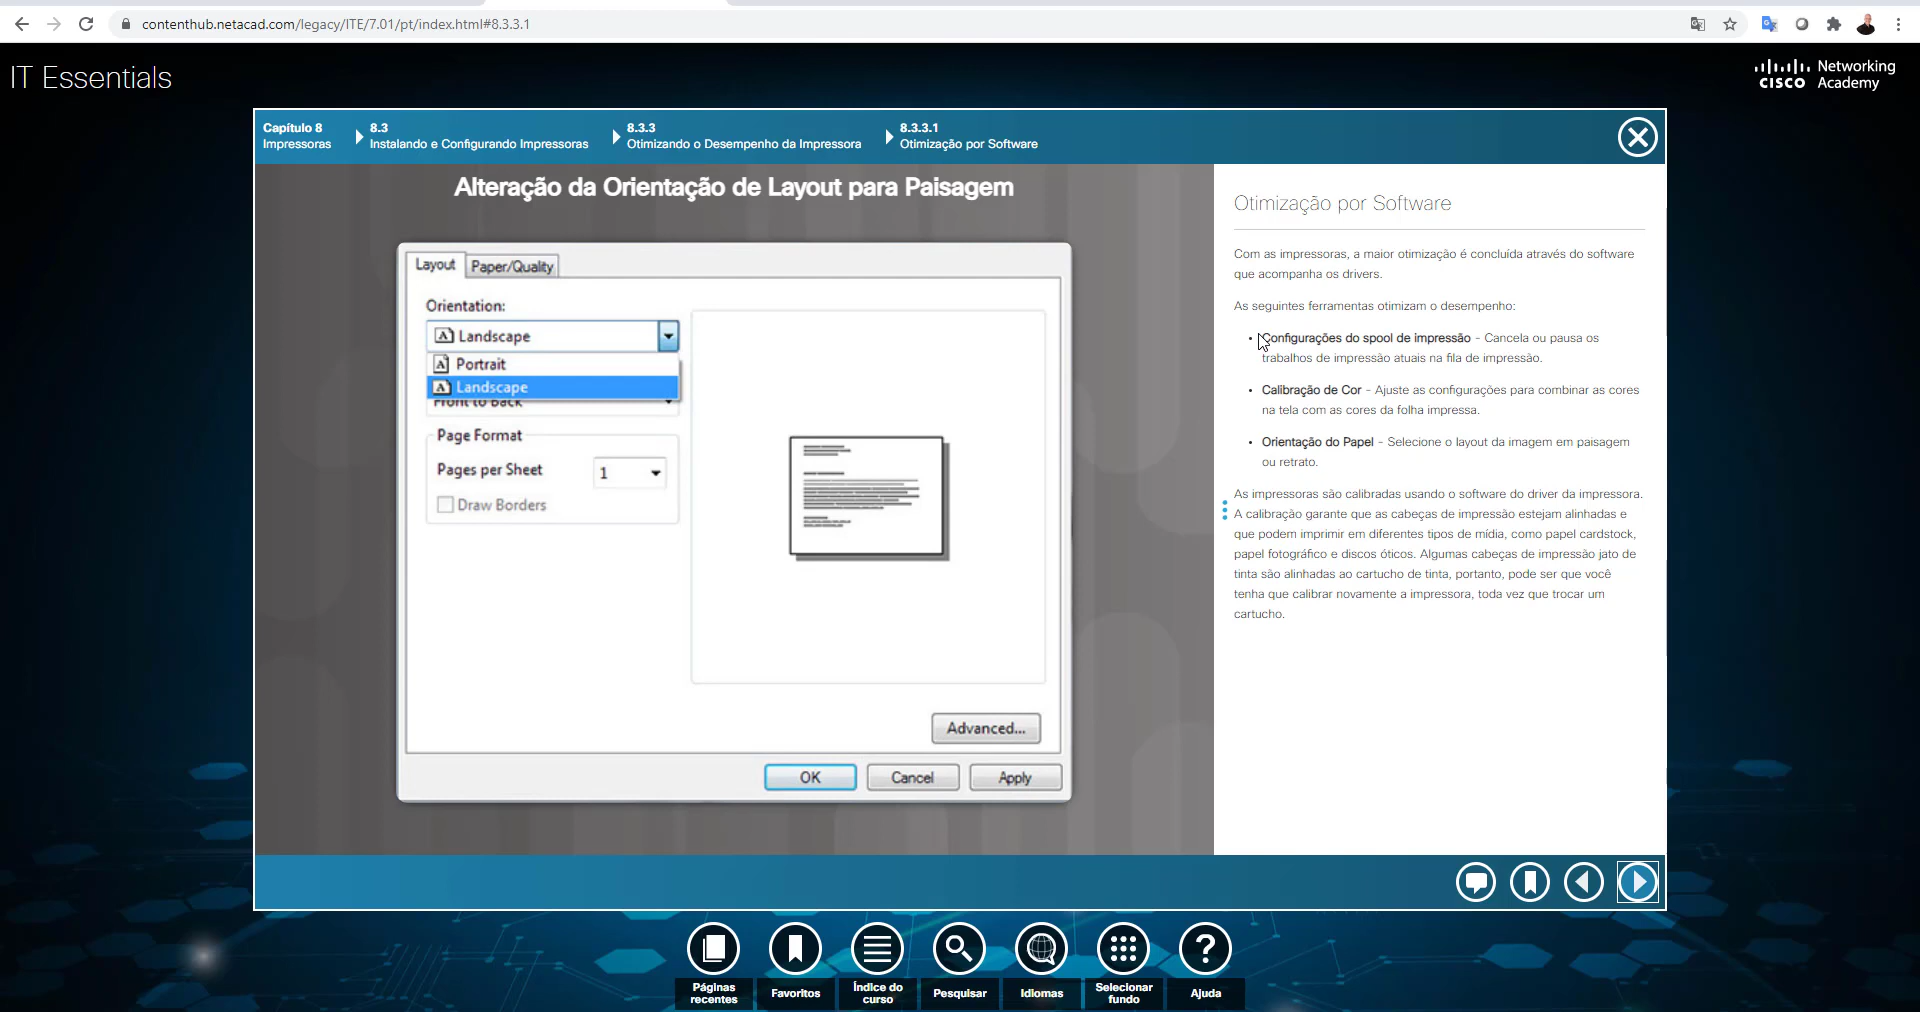 contenthub.netacad.com/legacy/ITE/7.01/pt/index.html#8.3.3.1
IT Essentials
CISCO
Networking
Academy
Capítulo 8
Impressoras
8.3
Instalando e Configurando Impressoras
8.3.3
Otimizando o Desempenho da Impressora
8.3.3.1
Otimização por Software
Alteração da Orientação de Layout para Paisagem
Layout
Paper/Quality
Orientation:
Landscape
Portrait
Landscape
Front to Back
Page Format
Pages per Sheet
1
Draw Borders
Advanced...
OK
Cancel
Apply
Otimização por Software
Com as impressoras, a maior otimização é concluída através do software
que acompanha os drivers.
As seguintes ferramentas otimizam o desempenho:
• Configurações do spool de impressão - Cancela ou pausa os
trabalhos de impressão atuais na fila de impressão.
• Calibração de Cor - Ajuste as configurações para combinar as cores
na tela com as cores da folha impressa.
• Orientação do Papel - Selecione o layout da imagem em paisagem
ou retrato.
As impressoras são calibradas usando o software do driver da impressora.
A calibração garante que as cabeças de impressão estejam alinhadas e
que podem imprimir em diferentes tipos de mídia, como papel cardstock,
papel fotográfico e discos óticos. Algumas cabeças de impressão jato de
tinta são alinhadas ao cartucho de tinta, portanto, pode ser que você
tenha que calibrar novamente a impressora, toda vez que trocar um
cartucho.
Páginas
recentes
Favoritos
Índice do
curso
Pesquisar
Idiomas
Selecionar
fundo
Ajuda